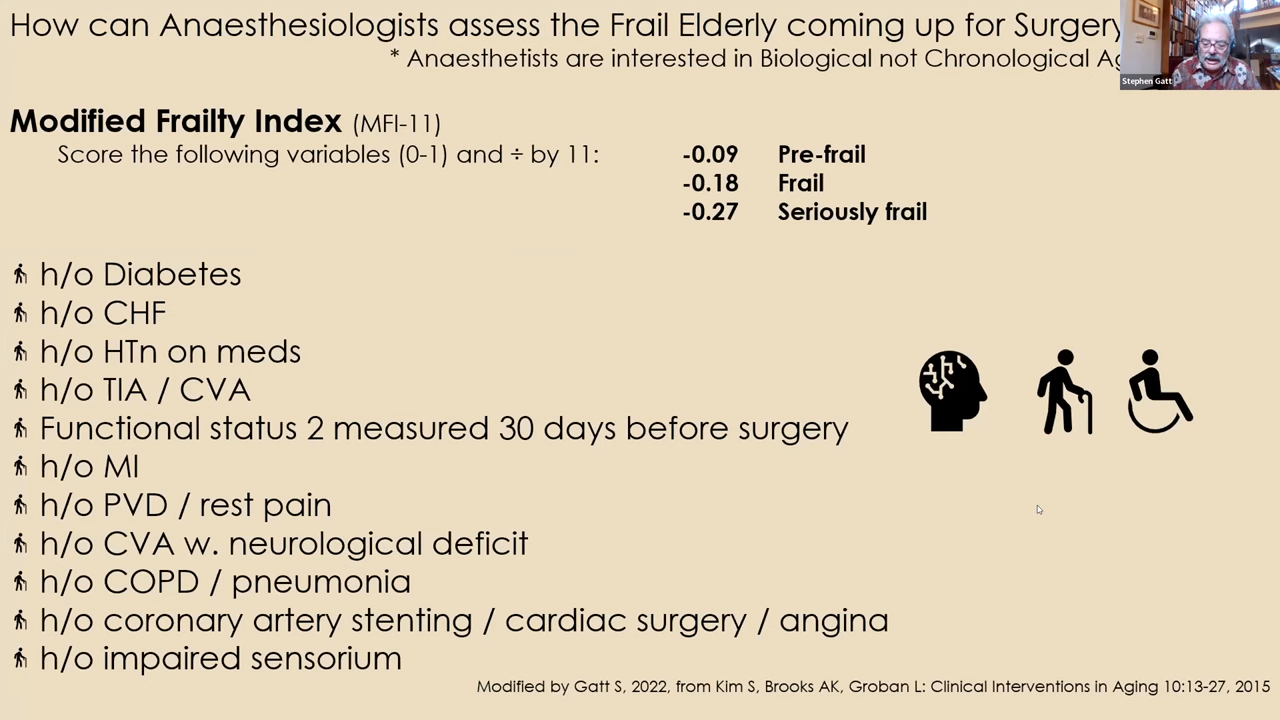 How can Anaesthesiologists assess the Frail Elderly coming up for Surgery
* Anaesthetists are interested in Biological not Chronological Ag
Stephen Gatt
Modified Frailty Index (MFI-11)
Score the following variables (0-1) and ÷ by 11:
-0.09 Pre-frail
-0.18 Frail
-0.27 Seriously frail
h/o Diabetes
h/o CHF
h/o HTn on meds
h/o TIA / CVA
Functional status 2 measured 30 days before surgery
h/o MI
h/o PVD / rest pain
h/o CVA w. neurological deficit
h/o COPD / pneumonia
h/o coronary artery stenting / cardiac surgery / angina
h/o impaired sensorium
Modified by Gatt S, 2022, from Kim S, Brooks AK, Groban L: Clinical Interventions in Aging 10:13-27, 2015